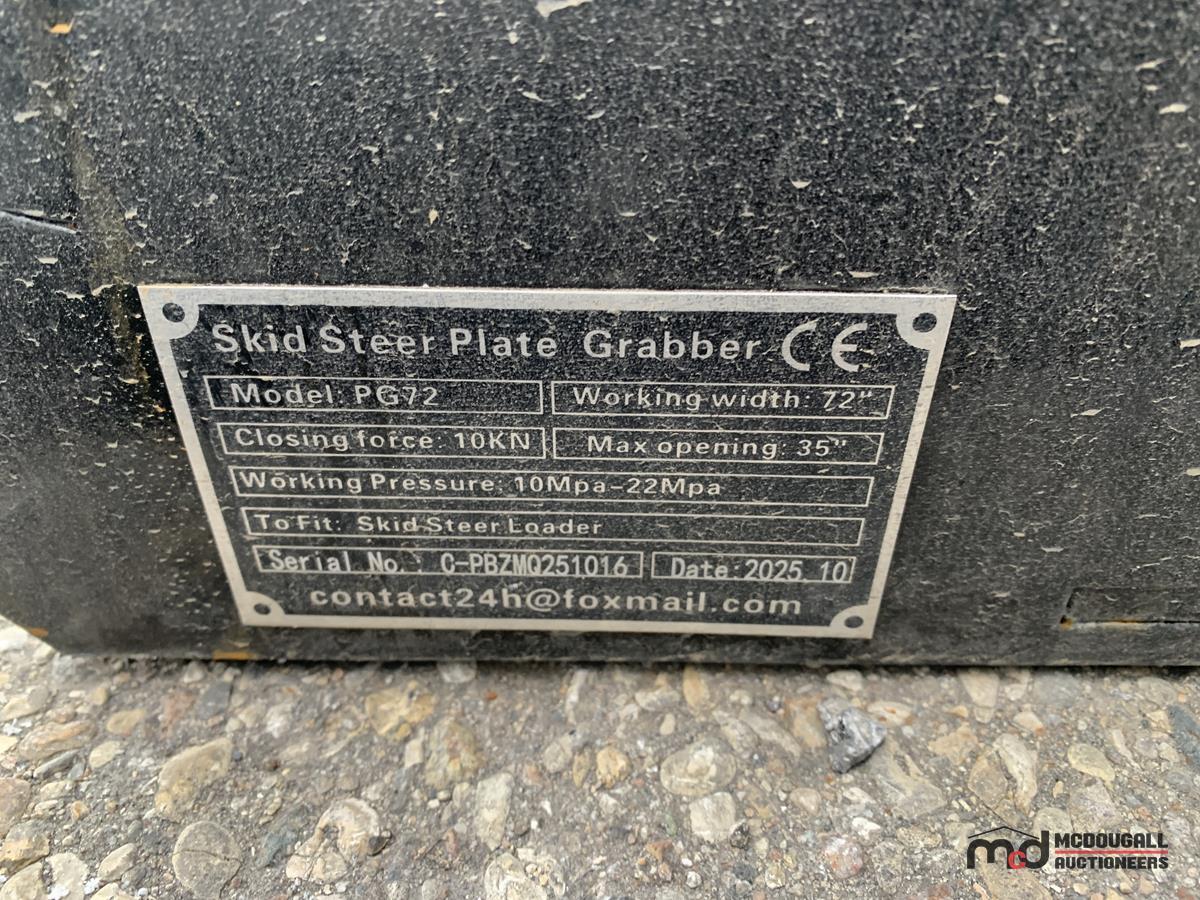 Skid Steer Plate Grabber CE
Model: PG72
Working width: 72"
Closing force: 10KN
Max opening: 35"
Working Pressure: 10Mpa-22Mpa
To Fit: Skid Steer Loader
Serial No.: C-PBZMQ251016
Date:2025.10
contact24h@foxmail.com
mcd MCDOUGALL
AUCTIONEERS